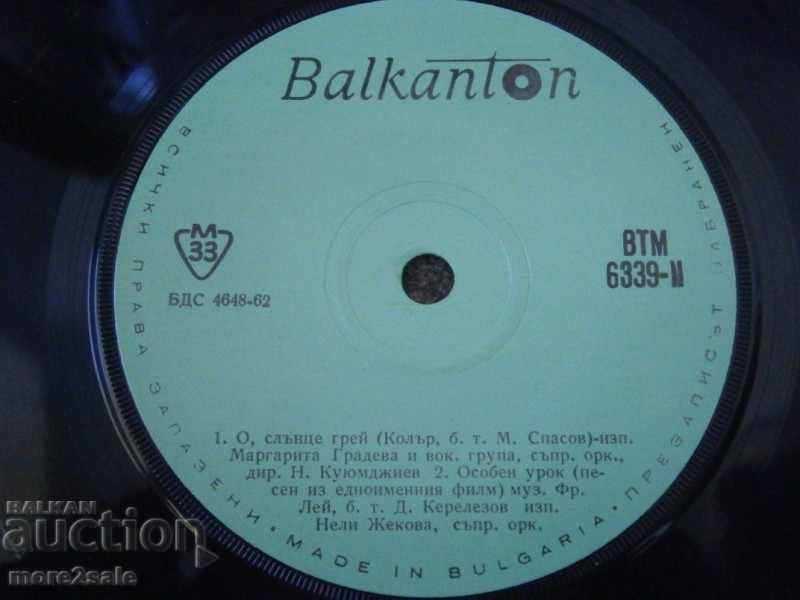 Balkanton
ВСИЧКИ ПРАВА ЗАПАЗЕНИ · MADE IN BULGARIA · ПРЕЗАПИСЪТ ЗАБРАНЕН
М
33
БДС 4648-62
ВТМ
6339-II
1. О, слънце грей (Колър, б. т. М. Спасов)-изп.
Маргарита Градева и вок. група, съпр. орк.,
дир. Н. Куюмджиев 2. Особен урок (пе-
сен из едноименния филм) муз. Фр.
Лей, б. т. Д. Керелезов изп.
Нели Жекова, съпр. орк.
BALKAN
auction
more2sale